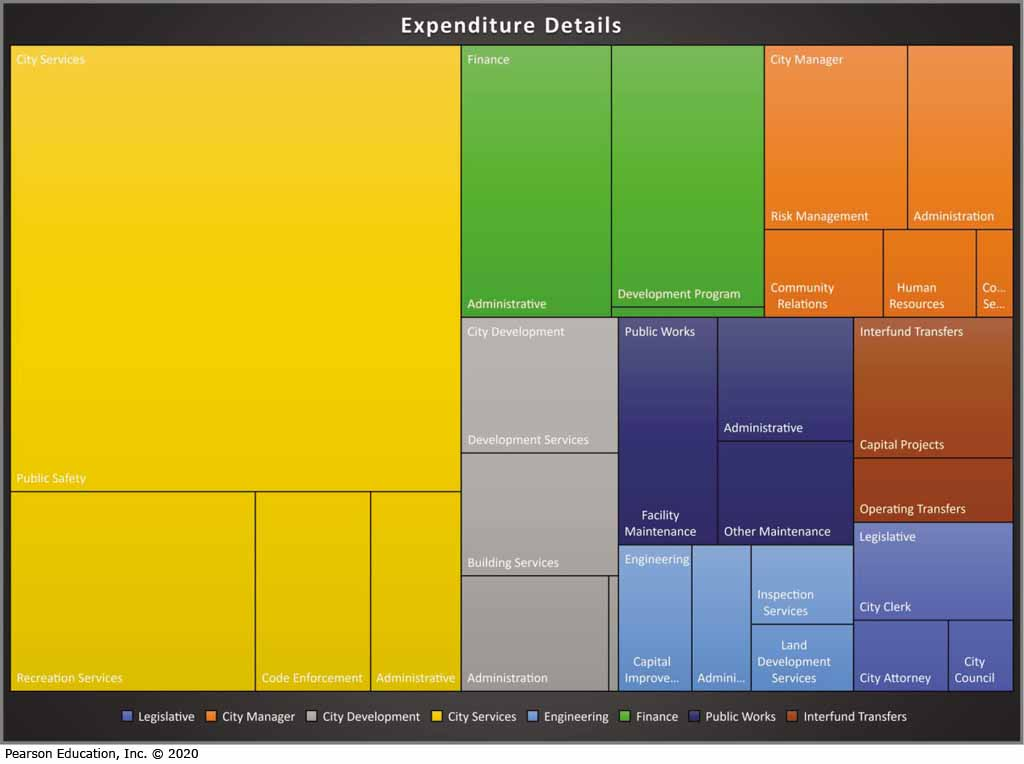 Expenditure Details
City Services
Public Safety
Recreation Services
Code Enforcement
Administrative
Finance
Administrative
Development Program
City Manager
Risk Management
Administration
Community
Relations
Human
Resources
Co...
Se...
City Development
Development Services
Building Services
Administration
Public Works
Facility
Maintenance
Administrative
Other Maintenance
Interfund Transfers
Capital Projects
Operating Transfers
Engineering
Capital
Improve...
Admini...
Inspection
Services
Land
Development
Services
Legislative
City Clerk
City Attorney
City
Council
Legislative City Manager City Development City Services Engineering Finance Public Works Interfund Transfers
Pearson Education, Inc. © 2020